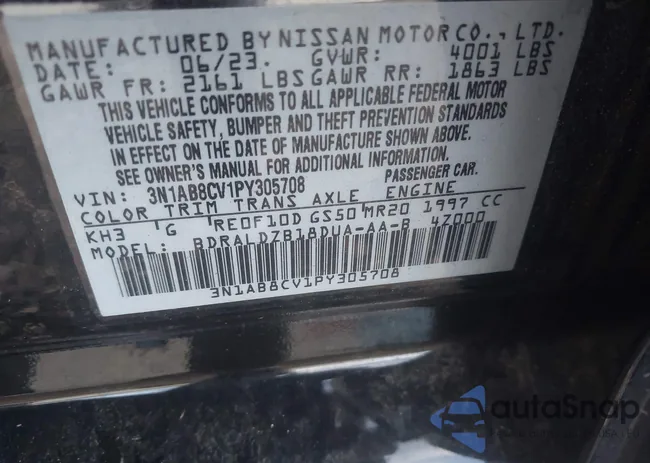 MANUFACTURED BY NISSAN MOTOR CO., LTD.
DATE: 06/23. GVWR: 4001 LBS
GAWR FR: 2161 LBS GAWR RR: 1863 LBS
THIS VEHICLE CONFORMS TO ALL APPLICABLE FEDERAL MOTOR
VEHICLE SAFETY, BUMPER AND THEFT PREVENTION STANDARDS
IN EFFECT ON THE DATE OF MANUFACTURE SHOWN ABOVE.
SEE OWNER'S MANUAL FOR ADDITIONAL INFORMATION.
VIN: 3N1AB8CV1PY305708 PASSENGER CAR.
COLOR TRIM TRANS AXLE ENGINE
KH3 G RE0F10D GS50 MR20 1997 CC
MODEL: BDRALDZB18DUA-AA-B 4Z000
3N1AB8CV1PY305708
autoSnap